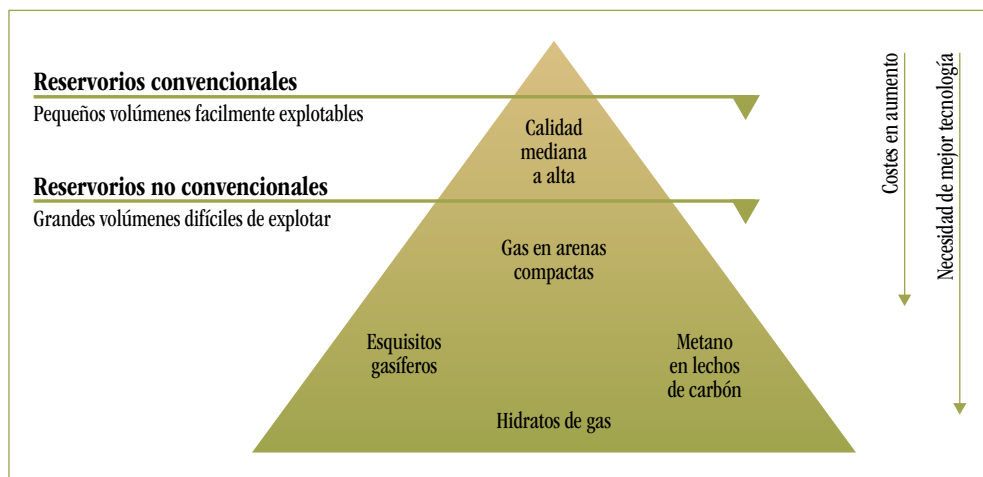 Reservorios convencionales
Pequeños volúmenes facilmente explotables
Calidad
mediana
a alta
Reservorios no convencionales
Grandes volúmenes difíciles de explotar
Gas en arenas
compactas
Esquisitos
gasíferos
Metano
en lechos
de carbón
Hidratos de gas
Costes en aumento
Necesidad de mejor tecnología